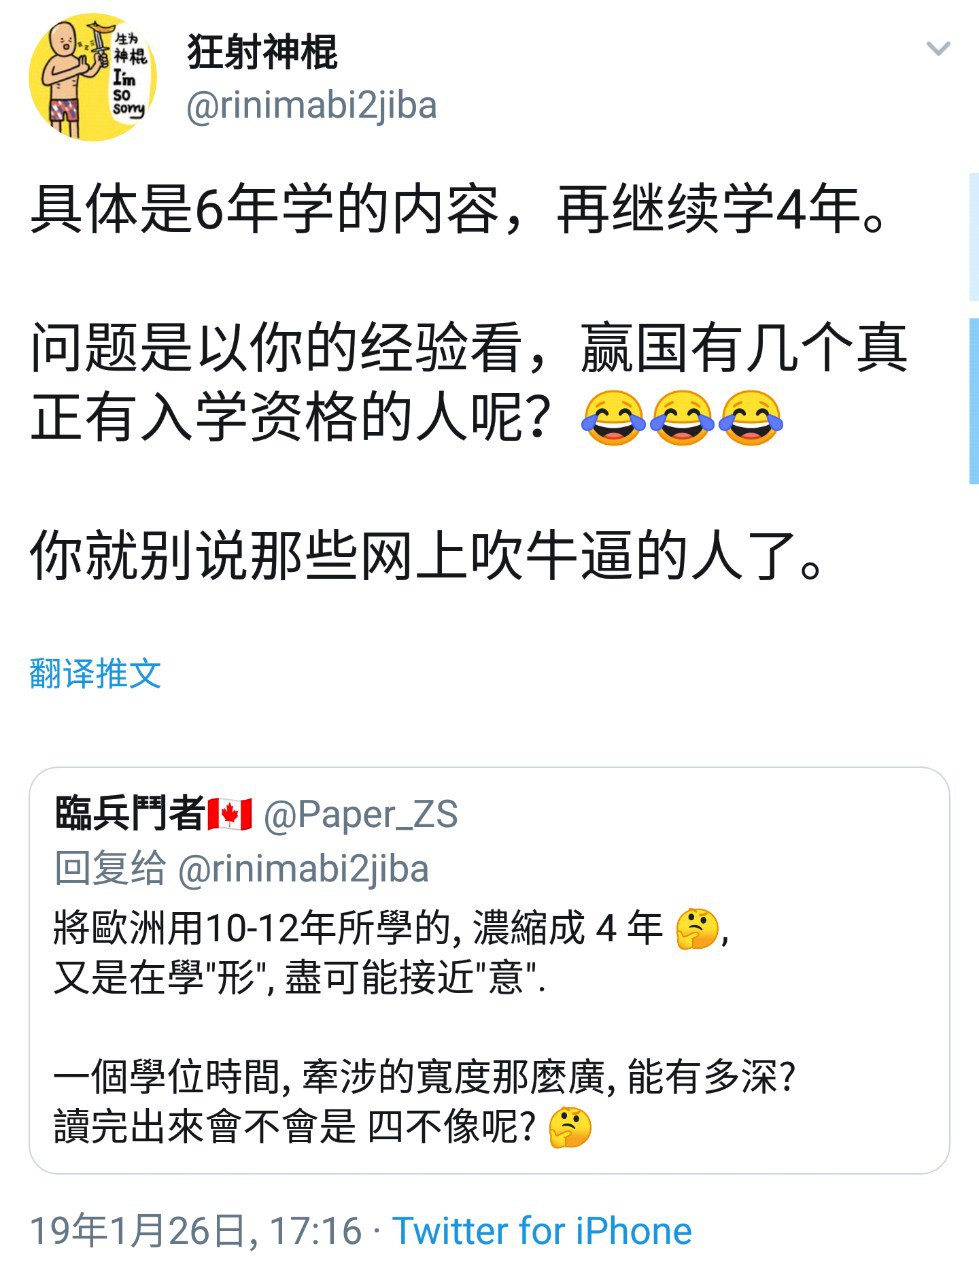 生为
神棍
I'm
so
sorry
狂射神棍
@rinimabi2jiba
具体是6年学的内容，再继续学4年。
问题是以你的经验看，赢国有几个真
正有入学资格的人呢？😂😂😂
你就别说那些网上吹牛逼的人了。
翻译推文
臨兵鬥者🇨🇦 @Paper_ZS
回复给 @rinimabi2jiba
將歐洲用10-12年所學的, 濃縮成 4 年 🤔,
又是在學"形", 盡可能接近"意".
一個學位時間, 牽涉的寬度那麼廣, 能有多深?
讀完出來會不會是 四不像呢? 🤔
19年1月26日, 17:16 · Twitter for iPhone